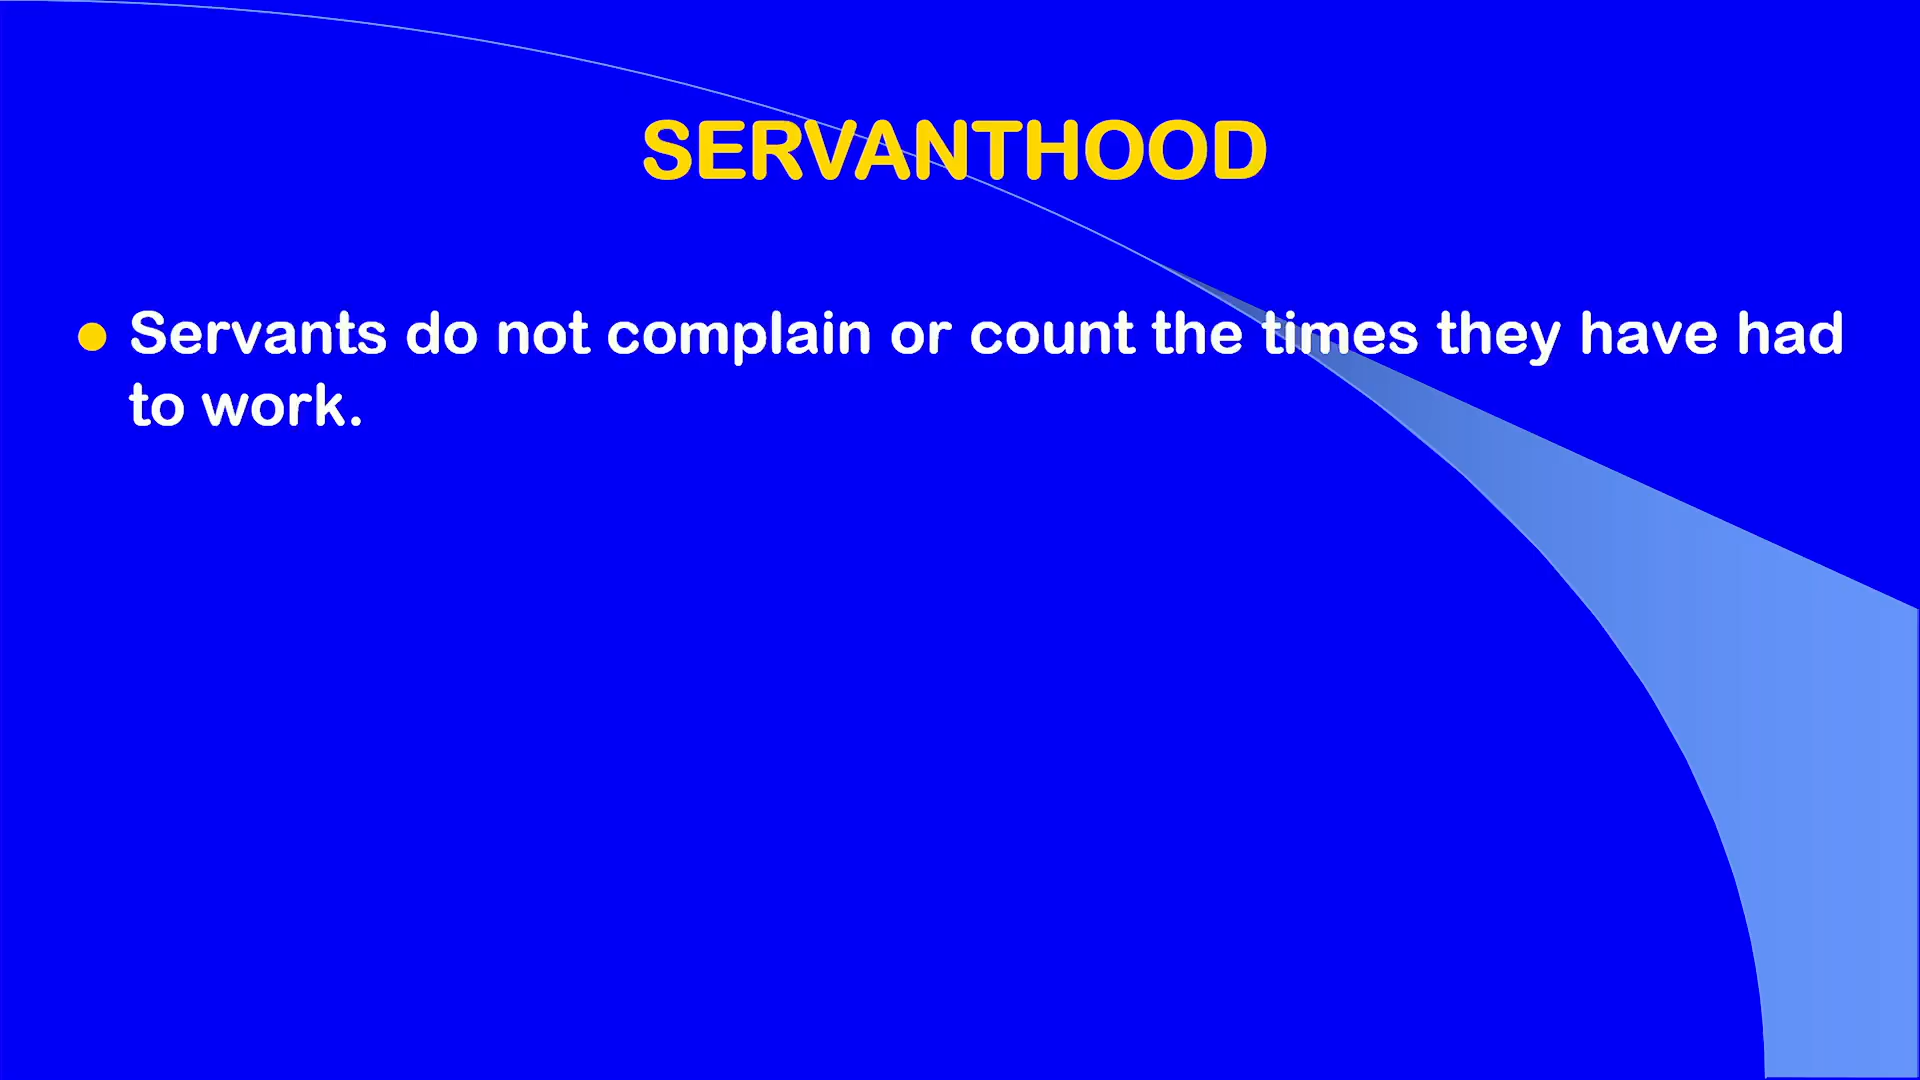 SERVANTHOOD
Servants do not complain or count the times they have had
to work.